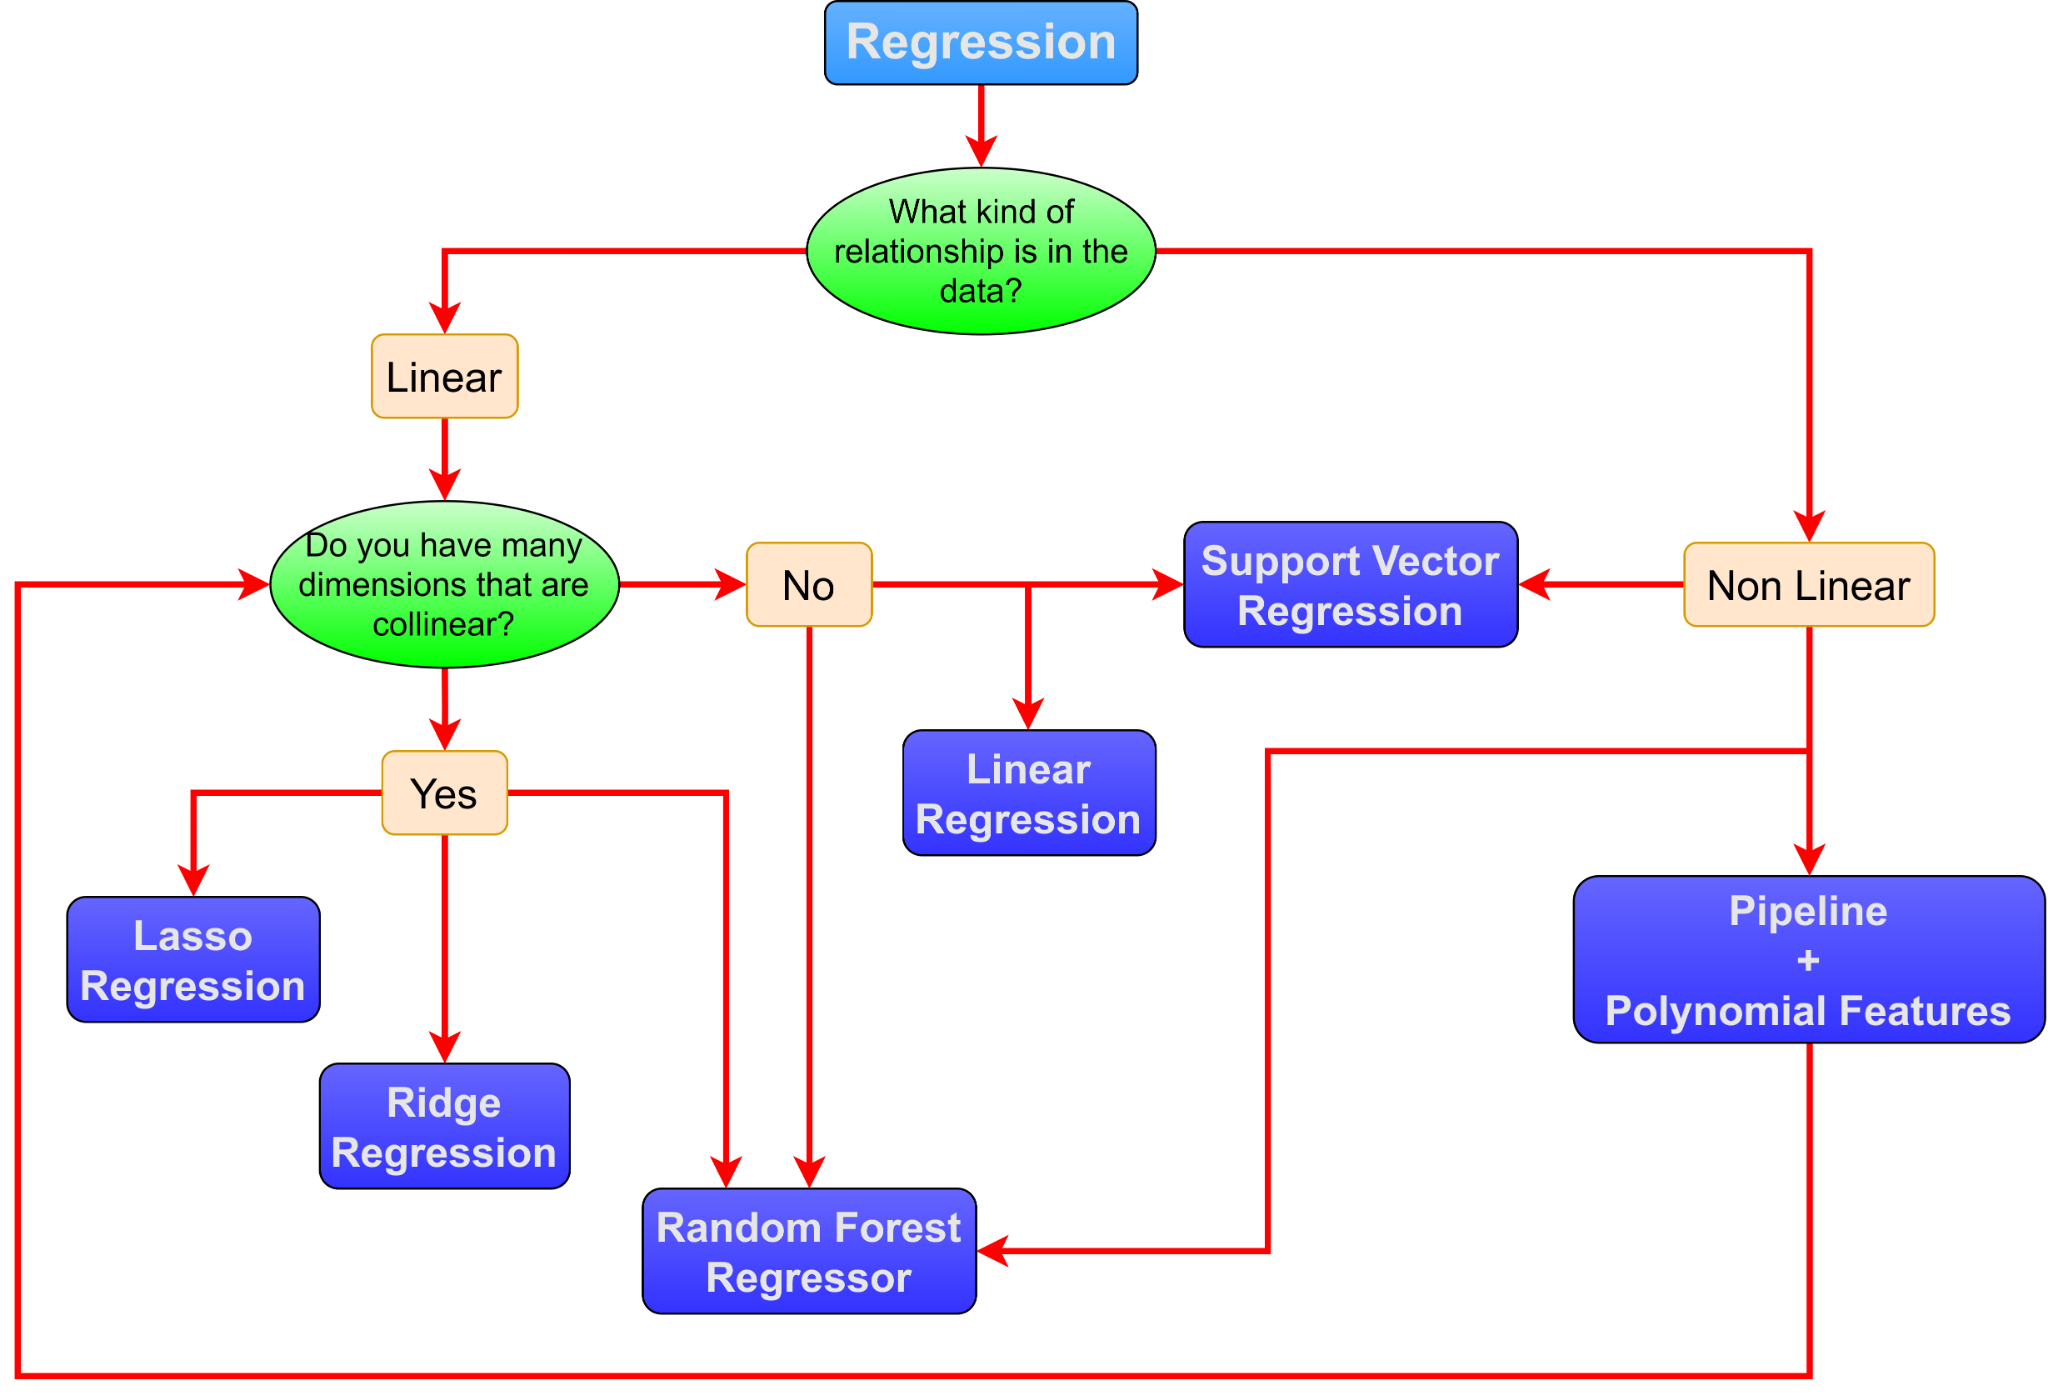 Regression
What kind of
relationship is in the
data?
Linear
Do you have many
dimensions that are
collinear?
No
Support Vector
Regression
Non Linear
Yes
Linear
Regression
Lasso
Regression
Pipeline
+
Polynomial Features
Ridge
Regression
Random Forest
Regressor